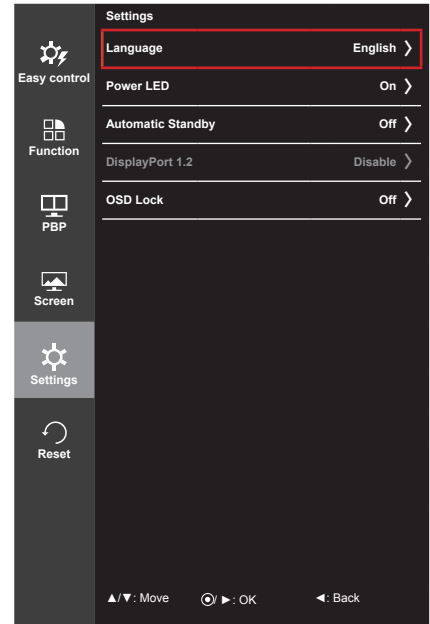 Settings
Language English
Easy control
Power LED On
Automatic Standby Off
Function
DisplayPort 1.2 Disable
OSD Lock Off
PBP
Screen
Settings
Reset
▲/▼: Move ⦿/ ►: OK ◄: Back